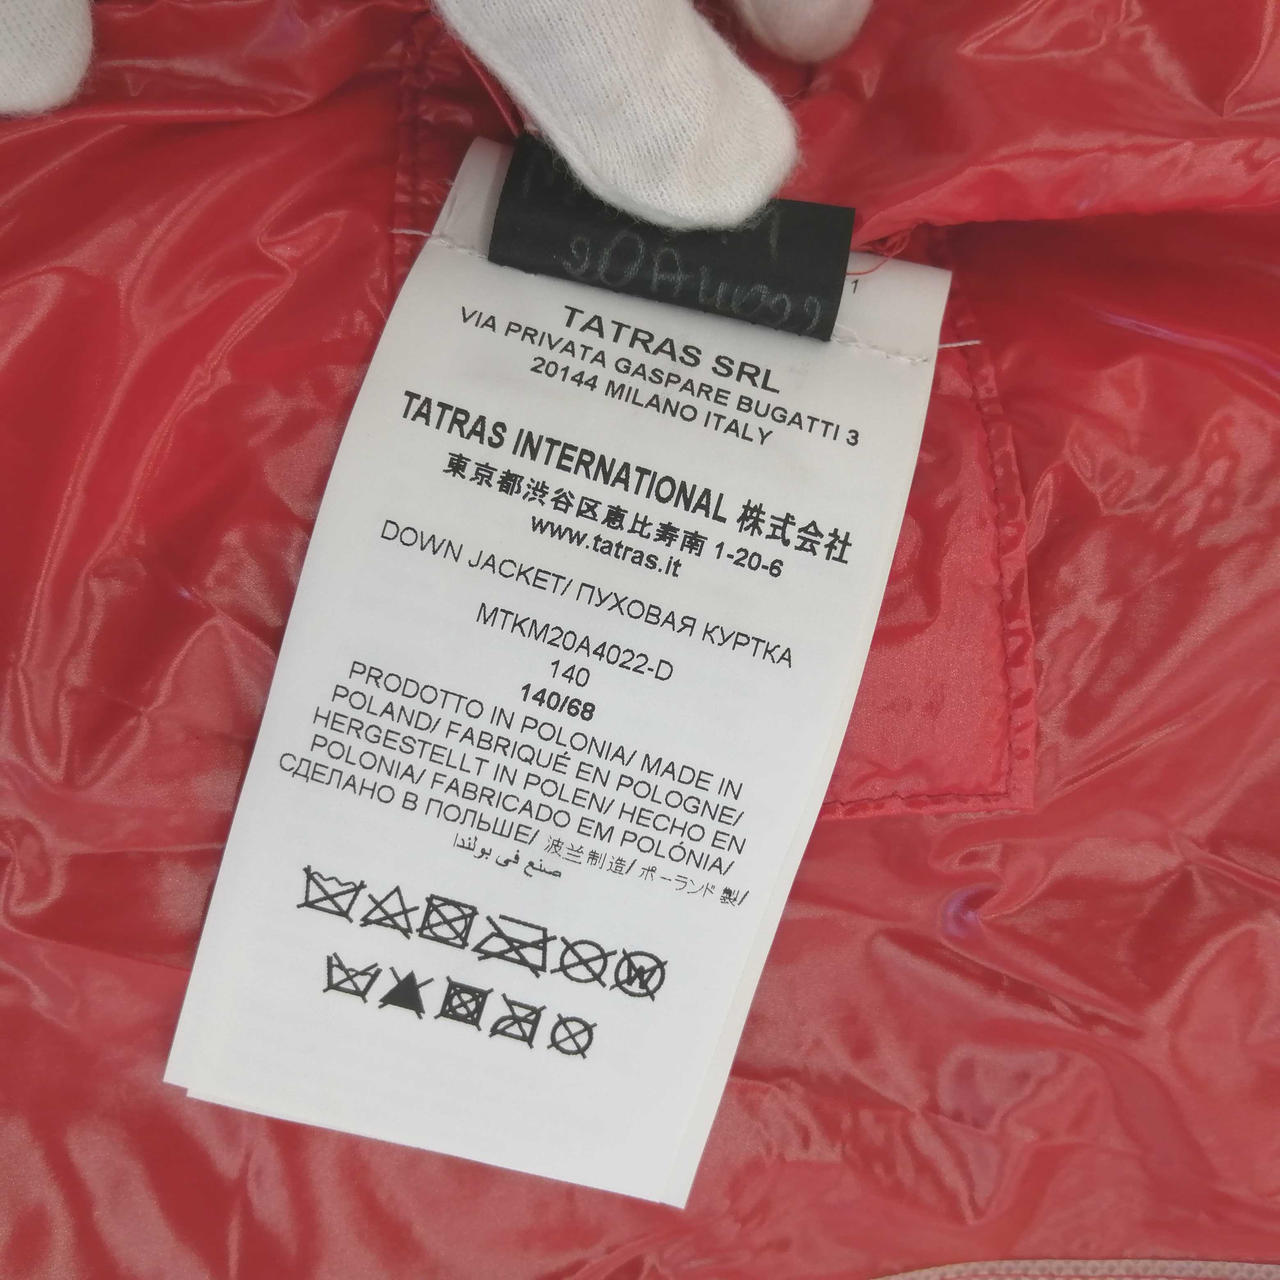 1
TATRAS SRL
VIA PRIVATA GASPARE BUGATTI 3
20144 MILANO ITALY
TATRAS INTERNATIONAL 株式会社
東京都渋谷区恵比寿南 1-20-6
www.tatras.it
DOWN JACKET/ ПУХОВАЯ КУРТКА
MTKM20A4022-D
140
140/68
PRODOTTO IN POLONIA/ MADE IN
POLAND/ FABRIQUÉ EN POLOGNE/
HERGESTELLT IN POLEN/ HECHO EN
POLONIA/ FABRICADO EM POLÓNIA/
СДЕЛАНО В ПОЛЬШЕ/ 波兰制造/ ポーランド 製/
صنع في بولندا